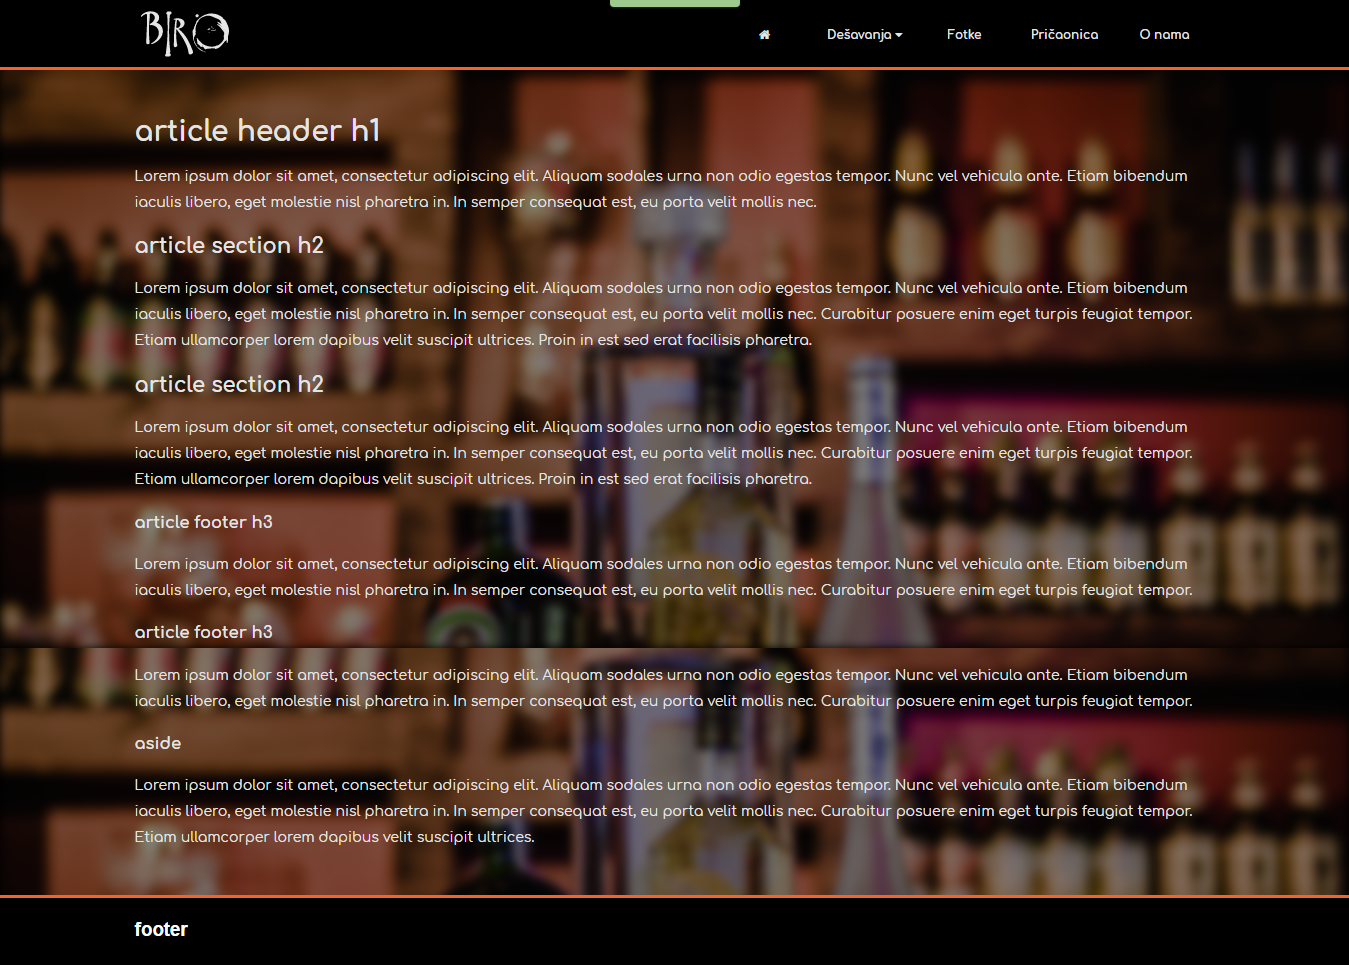 BIRO
Dešavanja
Fotke
Pričaonica
O nama
article header h1
Lorem ipsum dolor sit amet, consectetur adipiscing elit. Aliquam sodales urna non odio egestas tempor. Nunc vel vehicula ante. Etiam bibendum
iaculis libero, eget molestie nisl pharetra in. In semper consequat est, eu porta velit mollis nec.
article section h2
Lorem ipsum dolor sit amet, consectetur adipiscing elit. Aliquam sodales urna non odio egestas tempor. Nunc vel vehicula ante. Etiam bibendum
iaculis libero, eget molestie nisl pharetra in. In semper consequat est, eu porta velit mollis nec. Curabitur posuere enim eget turpis feugiat tempor.
Etiam ullamcorper lorem dapibus velit suscipit ultrices. Proin in est sed erat facilisis pharetra.
article section h2
Lorem ipsum dolor sit amet, consectetur adipiscing elit. Aliquam sodales urna non odio egestas tempor. Nunc vel vehicula ante. Etiam bibendum
iaculis libero, eget molestie nisl pharetra in. In semper consequat est, eu porta velit mollis nec. Curabitur posuere enim eget turpis feugiat tempor.
Etiam ullamcorper lorem dapibus velit suscipit ultrices. Proin in est sed erat facilisis pharetra.
article footer h3
Lorem ipsum dolor sit amet, consectetur adipiscing elit. Aliquam sodales urna non odio egestas tempor. Nunc vel vehicula ante. Etiam bibendum
iaculis libero, eget molestie nisl pharetra in. In semper consequat est, eu porta velit mollis nec. Curabitur posuere enim eget turpis feugiat tempor.
article footer h3
Lorem ipsum dolor sit amet, consectetur adipiscing elit. Aliquam sodales urna non odio egestas tempor. Nunc vel vehicula ante. Etiam bibendum
iaculis libero, eget molestie nisl pharetra in. In semper consequat est, eu porta velit mollis nec. Curabitur posuere enim eget turpis feugiat tempor.
aside
Lorem ipsum dolor sit amet, consectetur adipiscing elit. Aliquam sodales urna non odio egestas tempor. Nunc vel vehicula ante. Etiam bibendum
iaculis libero, eget molestie nisl pharetra in. In semper consequat est, eu porta velit mollis nec. Curabitur posuere enim eget turpis feugiat tempor.
Etiam ullamcorper lorem dapibus velit suscipit ultrices.
footer